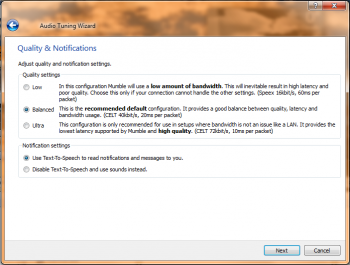 Audio Tuning Wizard
Quality & Notifications
Adjust quality and notification settings.
Quality settings
Low
In this configuration Mumble will use a low amount of bandwidth. This will inevitable result in high latency and
poor quality. Choose this only if your connection cannot handle the other settings. (Speex 16kbit/s, 60ms per
packet)
Balanced
This is the recommended default configuration. It provides a good balance between quality, latency and
bandwidth usage. (CELT 40kbit/s, 20ms per packet)
Ultra
This configuration is only recommended for use in setups where bandwidth is not an issue like a LAN. It provides the
lowest latency supported by Mumble and high quality. (CELT 72kbit/s, 10ms per packet)
Notification settings
Use Text-To-Speech to read notifications and messages to you.
Disable Text-To-Speech and use sounds instead.
Next
Cancel